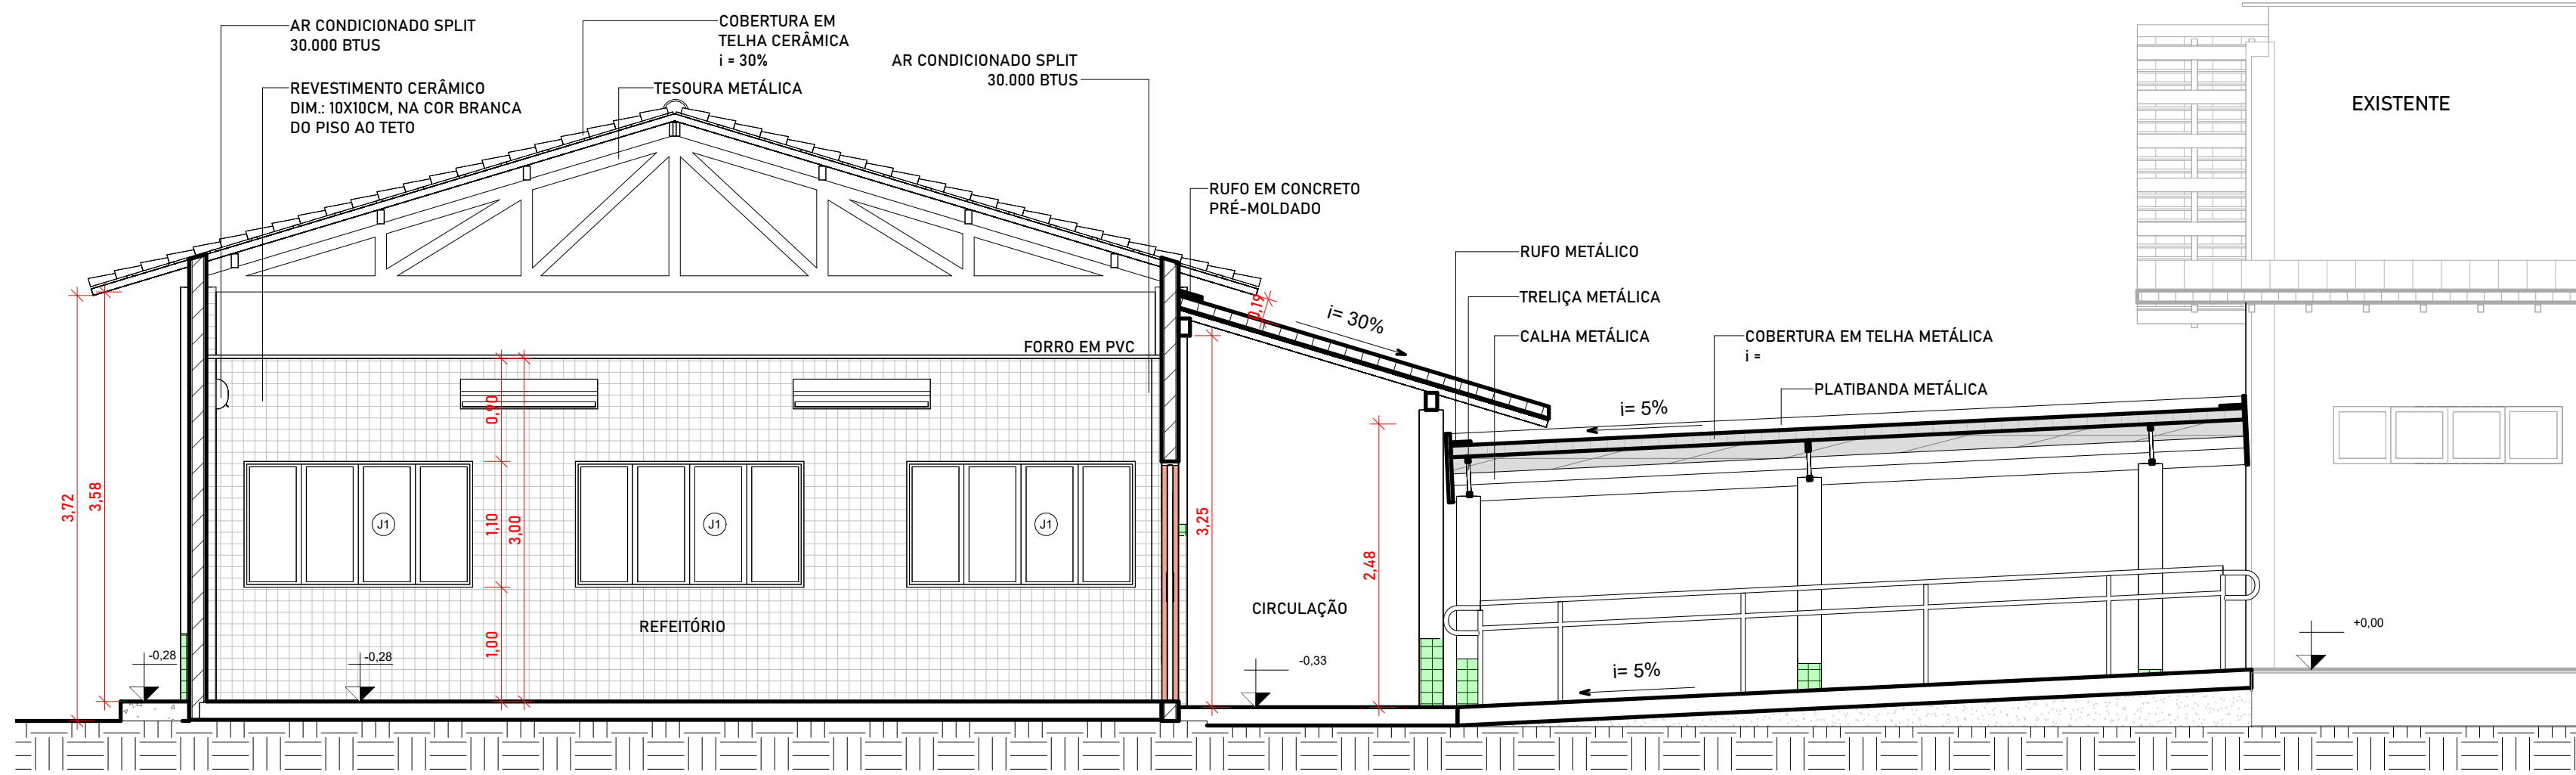 AR CONDICIONADO SPLIT
30.000 BTUS
REVESTIMENTO CERÂMICO
DIM.: 10X10CM, NA COR BRANCA
DO PISO AO TETO
COBERTURA EM
TELHA CERÂMICA
i = 30%
TESOURA METÁLICA
AR CONDICIONADO SPLIT
30.000 BTUS
RUFO EM CONCRETO
PRÉ-MOLDADO
RUFO METÁLICO
TRELIÇA METÁLICA
CALHA METÁLICA
COBERTURA EM TELHA METÁLICA
i =
PLATIBANDA METÁLICA
EXISTENTE
0,19
i= 30%
i= 5%
FORRO EM PVC
0,90
3,72
3,58
1,10
3,00
1,00
J1
J1
J1
3,25
2,48
REFEITÓRIO
CIRCULAÇÃO
-0,28
-0,28
-0,33
i= 5%
+0,00